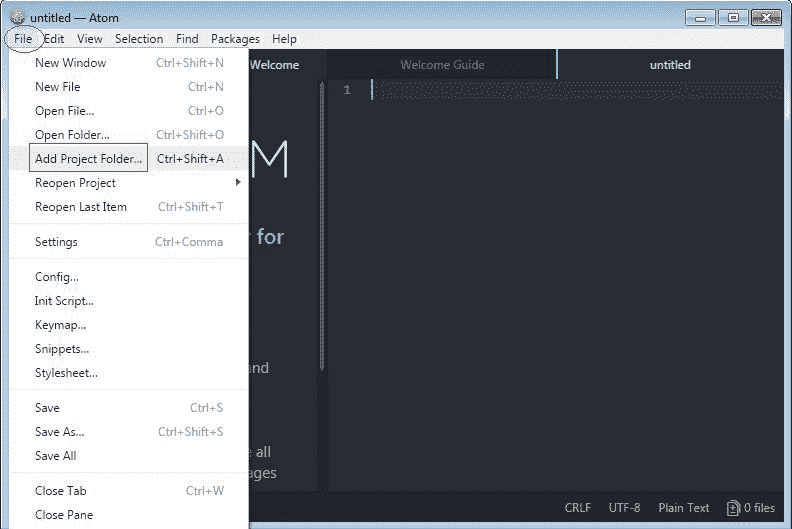 untitled — Atom
File Edit View Selection Find Packages Help
New Window Ctrl+Shift+N
New File Ctrl+N
Open File... Ctrl+O
Open Folder... Ctrl+Shift+O
Add Project Folder... Ctrl+Shift+A
Reopen Project
Reopen Last Item Ctrl+Shift+T
Settings Ctrl+Comma
Config...
Init Script...
Keymap...
Snippets...
Stylesheet...
Save Ctrl+S
Save As... Ctrl+Shift+S
Save All
Close Tab Ctrl+W
Close Pane
Welcome Welcome Guide untitled
1
M
for
and
all
ages
CRLF UTF-8 Plain Text 0 files